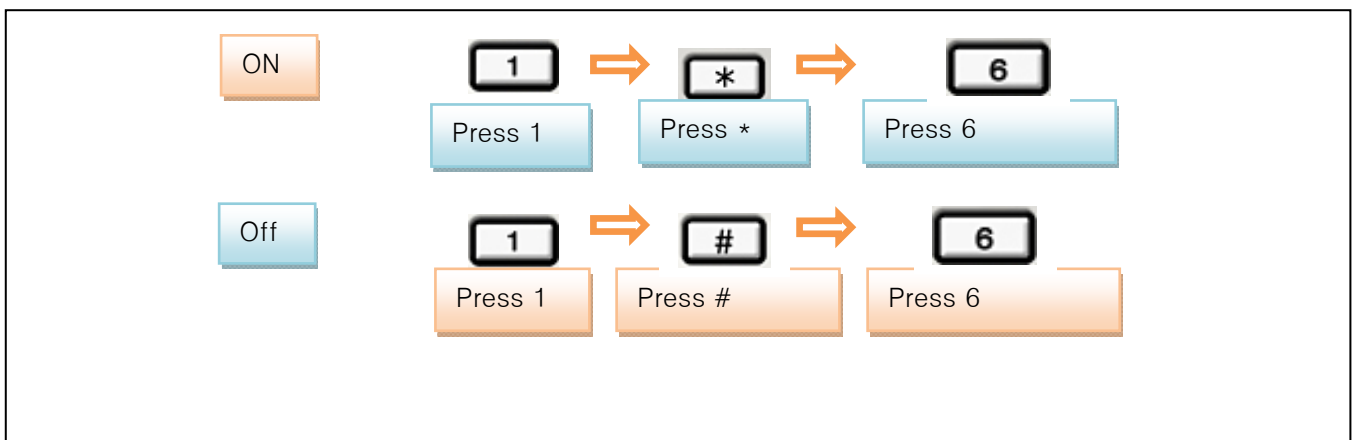 ON
1 * 6
Press 1 Press * Press 6
Off
1 # 6
Press 1 Press # Press 6